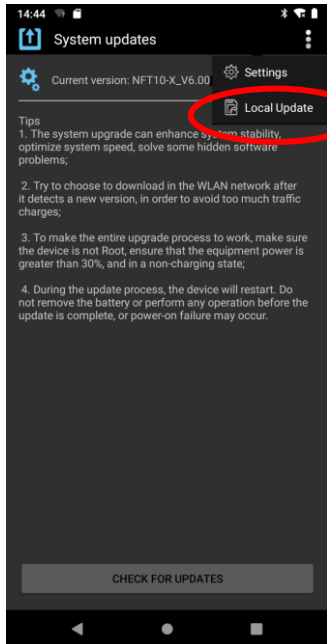 14:44
System updates
Settings
Current version: NFT10-X_V6.00
Local Update
Tips
1. The system upgrade can enhance system stability,
optimize system speed, solve some hidden software
problems;
2. Try to choose to download in the WLAN network after
it detects a new version, in order to avoid too much traffic
charges;
3. To make the entire upgrade process to work, make sure
the device is not Root, ensure that the equipment power is
greater than 30%, and in a non-charging state;
4. During the update process, the device will restart. Do
not remove the battery or perform any operation before the
update is complete, or power-on failure may occur.
CHECK FOR UPDATES